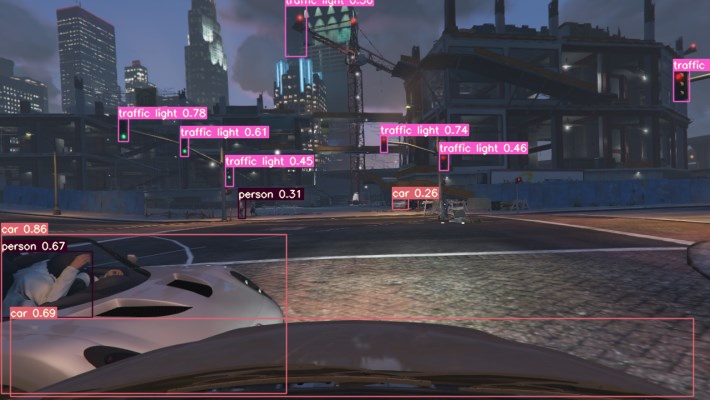 traffic light 0.56
traffic
traffic light 0.78
traffic light 0.61
traffic light 0.74
traffic light 0.46
traffic light 0.45
person 0.31
car 0.26
car 0.86
person 0.67
car 0.69